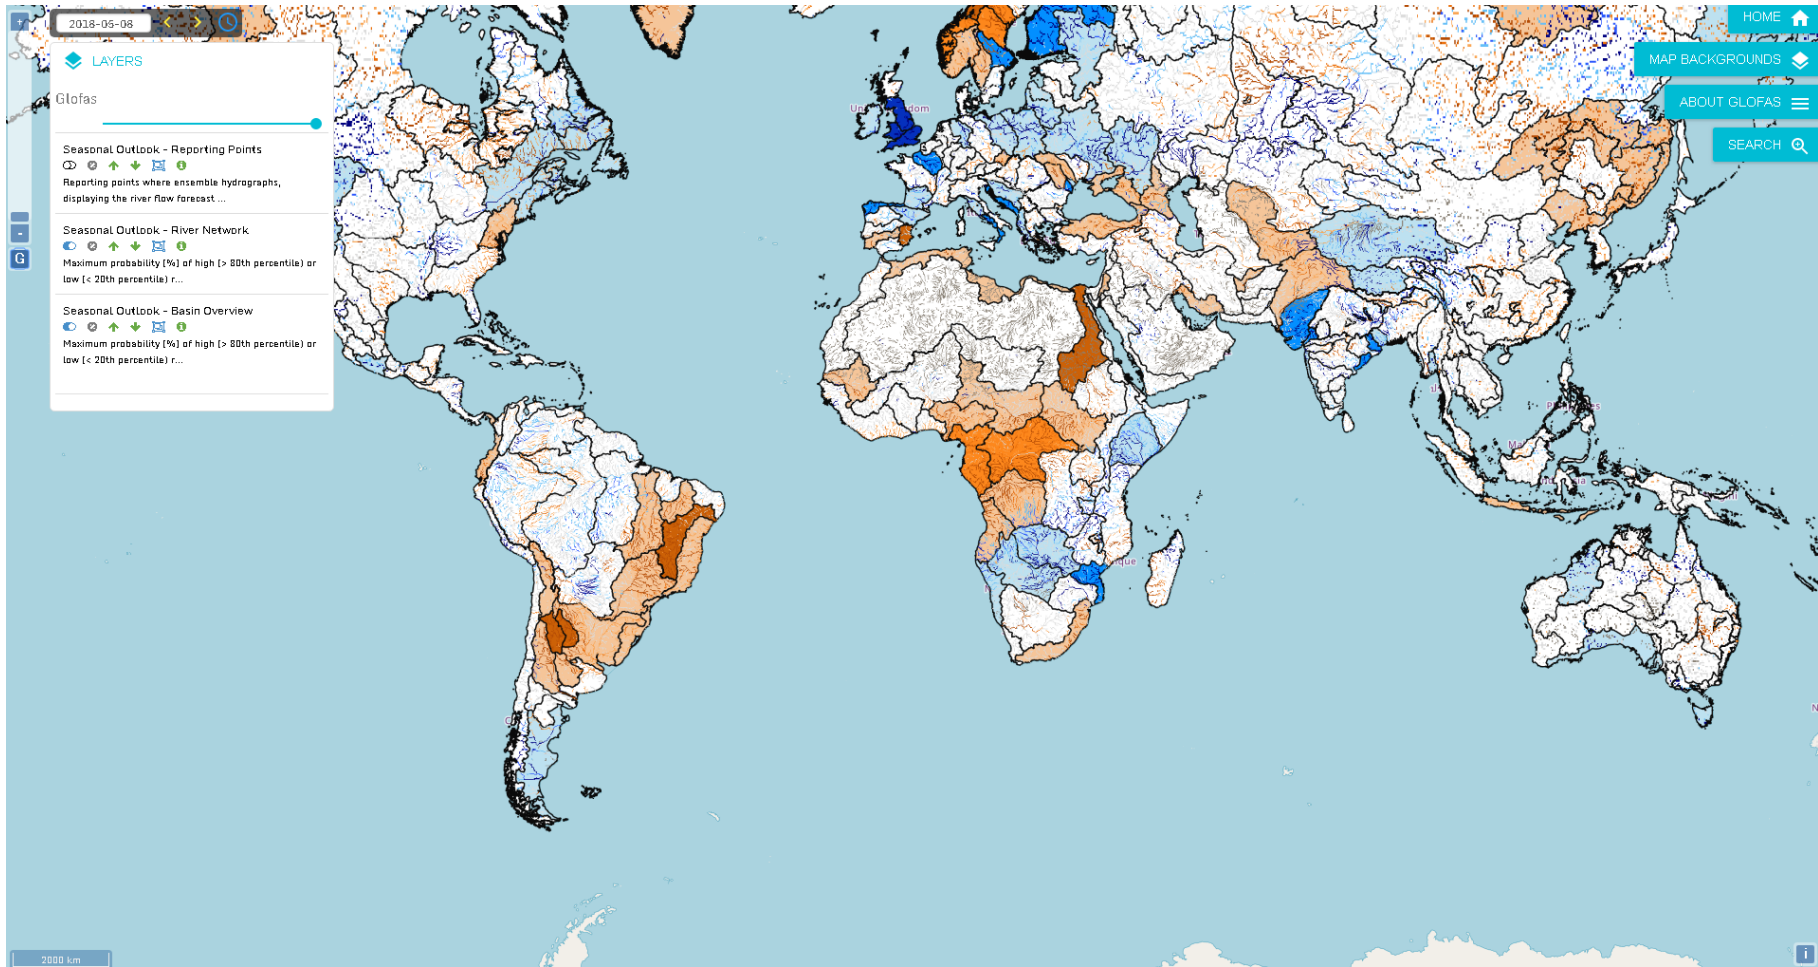 +
2018-06-08
HOME
LAYERS
MAP BACKGROUNDS
Glofas
ABOUT GLOFAS
SEARCH
Seasonal Outlook - Reporting Points
Reporting points where ensemble hydrographs,
displaying the river flow forecast ...
Seasonal Outlook - River Network
Maximum probability [%] of high [> 80th percentile) or
low [< 20th percentile) r...
Seasonal Outlook - Basin Overview
Maximum probability [%] of high [> 80th percentile) or
low [< 20th percentile) r...
-
G
2000 km
i